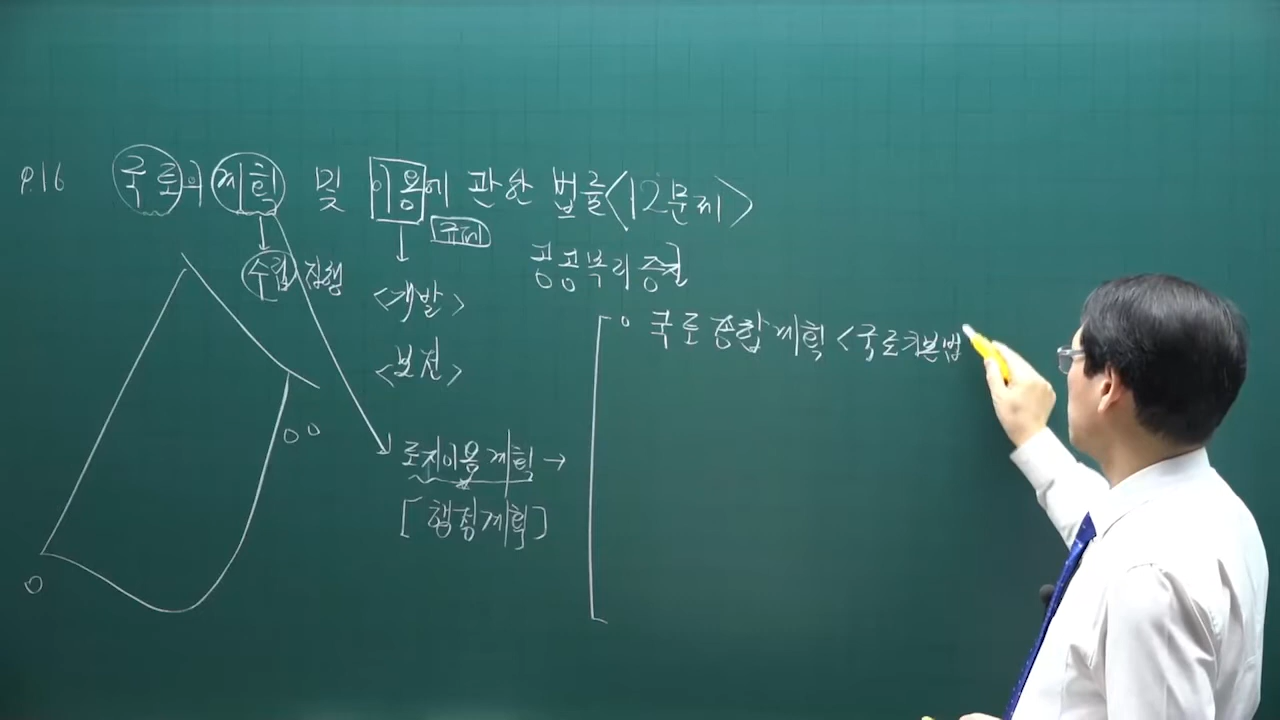 P.16 국토의 계획 및 이용에 관한 법률<12문제>
규제
수립 집행
<개발>
<보전>
공공복리증진
국토종합계획 <국토기본법
토지이용계획 →
[행정계획]